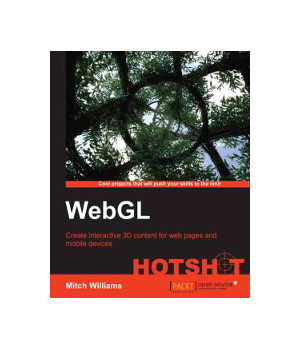 Cool projects that will push your skills to the limit
WebGL
Create interactive 3D content for web pages and
mobile devices
HOTSHOT
Mitch Williams
[PACKT]
open source